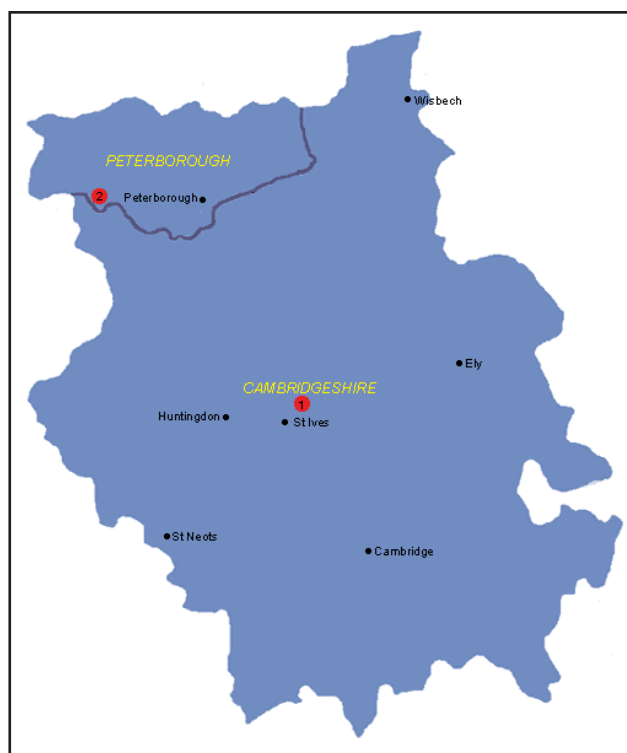 Wisbech
PETERBOROUGH
2
Peterborough
Ely
CAMBRIDGESHIRE
1
Huntingdon
St Ives
St Neots
Cambridge